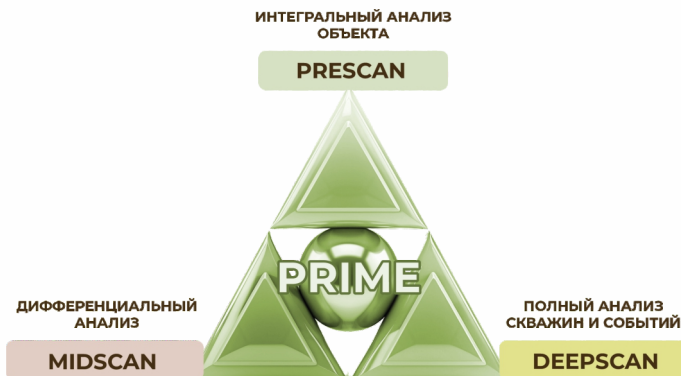 ИНТЕГРАЛЬНЫЙ АНАЛИЗ
ОБЪЕКТА
PRESCAN
PRIME
ДИФФЕРЕНЦИАЛЬНЫЙ
АНАЛИЗ
MIDSCAN
ПОЛНЫЙ АНАЛИЗ
СКВАЖИН И СОБЫТИЙ
DEEPSCAN